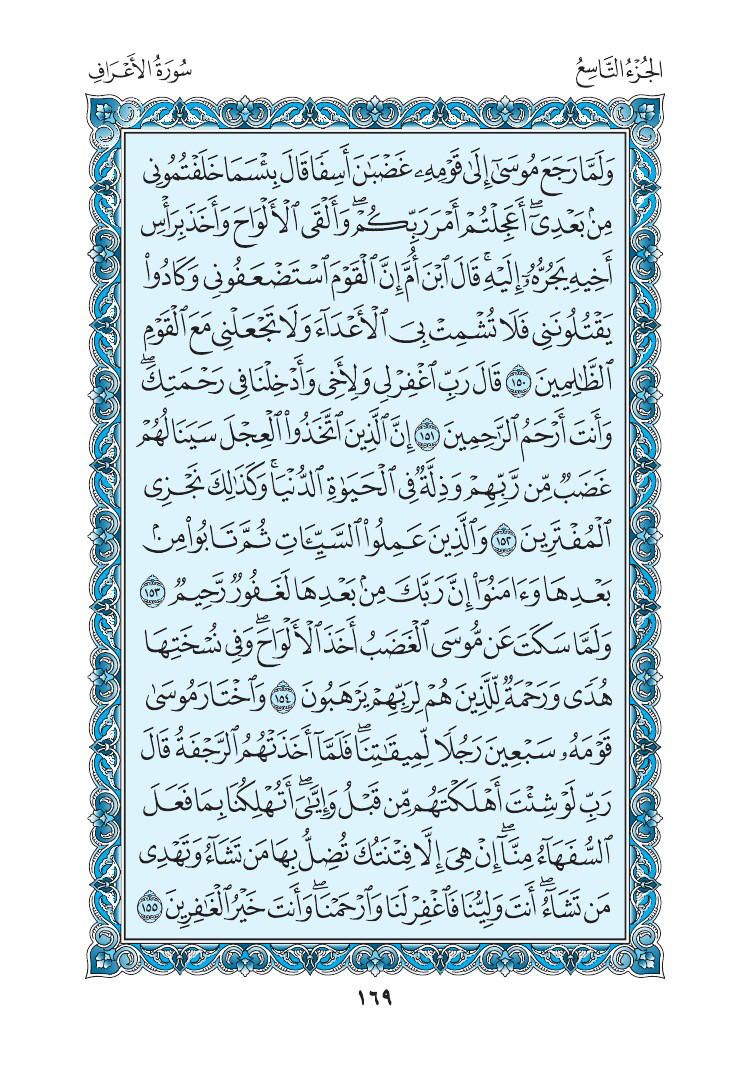 الجُزْءُ التَّاسِعُ
سُورَةُ الأَعْرَافِ
وَلَمَّا رَجَعَ مُوسَىٰٓ إِلَىٰ قَوْمِهِۦ غَضْبَٰنَ أَسِفٗا قَالَ بِئْسَمَا خَلَفْتُمُونِي
مِنۢ بَعْدِيٓۖ أَعَجِلْتُمْ أَمْرَ رَبِّكُمْۖ وَأَلْقَى ٱلْأَلْوَاحَ وَأَخَذَ بِرَأْسِ
أَخِيهِ يَجُرُّهُۥٓ إِلَيْهِۚ قَالَ ٱبْنَ أُمَّ إِنَّ ٱلْقَوْمَ ٱسْتَضْعَفُونِي وَكَادُوا۟
يَقْتُلُونَنِي فَلَا تُشْمِتْ بِيَ ٱلْأَعْدَآءَ وَلَا تَجْعَلْنِي مَعَ ٱلْقَوْمِ
ٱلظَّٰلِمِينَ ١٥٠ قَالَ رَبِّ ٱغْفِرْ لِي وَلِأَخِي وَأَدْخِلْنَا فِي رَحْمَتِكَۖ
وَأَنتَ أَرْحَمُ ٱلرَّٰحِمِينَ ١٥١ إِنَّ ٱلَّذِينَ ٱتَّخَذُوا۟ ٱلْعِجْلَ سَيَنَالُهُمْ
غَضَبٞ مِّن رَّبِّهِمْ وَذِلَّةٞ فِي ٱلْحَيَوٰةِ ٱلدُّنْيَاۚ وَكَذَٰلِكَ نَجْزِي
ٱلْمُفْتَرِينَ ١٥٢ وَٱلَّذِينَ عَمِلُوا۟ ٱلسَّيِّـَٔاتِ ثُمَّ تَابُوا۟ مِنۢ
بَعْدِهَا وَءَامَنُوٓا۟ إِنَّ رَبَّكَ مِنۢ بَعْدِهَا لَغَفُورٞ رَّحِيمٞ ١٥٣
وَلَمَّا سَكَتَ عَن مُّوسَى ٱلْغَضَبُ أَخَذَ ٱلْأَلْوَاحَۖ وَفِي نُسْخَتِهَا
هُدٗى وَرَحْمَةٞ لِّلَّذِينَ هُمْ لِرَبِّهِمْ يَرْهَبُونَ ١٥٤ وَٱخْتَارَ مُوسَىٰ
قَوْمَهُۥ سَبْعِينَ رَجُلٗا لِّمِيقَٰتِنَاۖ فَلَمَّآ أَخَذَتْهُمُ ٱلرَّجْفَةُ قَالَ
رَبِّ لَوْ شِئْتَ أَهْلَكْتَهُم مِّن قَبْلُ وَإِيَّٰيَۖ أَتُهْلِكُنَا بِمَا فَعَلَ
ٱلسُّفَهَآءُ مِنَّآۖ إِنْ هِيَ إِلَّا فِتْنَتُكَ تُضِلُّ بِهَا مَن تَشَآءُ وَتَهْدِي
مَن تَشَآءُۖ أَنتَ وَلِيُّنَا فَٱغْفِرْ لَنَا وَٱرْحَمْنَاۖ وَأَنتَ خَيْرُ ٱلْغَٰفِرِينَ ١٥٥
١٦٩